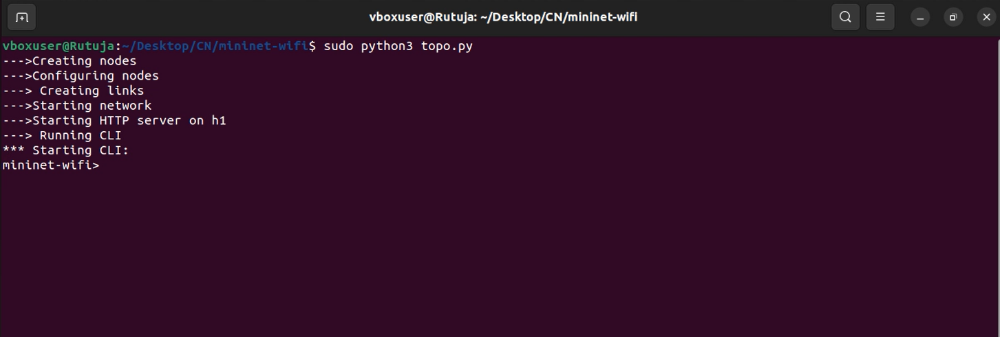 vboxuser@Rutuja: ~/Desktop/CN/mininet-wifi
vboxuser@Rutuja:~/Desktop/CN/mininet-wifi$ sudo python3 topo.py
--->Creating nodes
--->Configuring nodes
---> Creating links
--->Starting network
--->Starting HTTP server on h1
---> Running CLI
*** Starting CLI:
mininet-wifi>